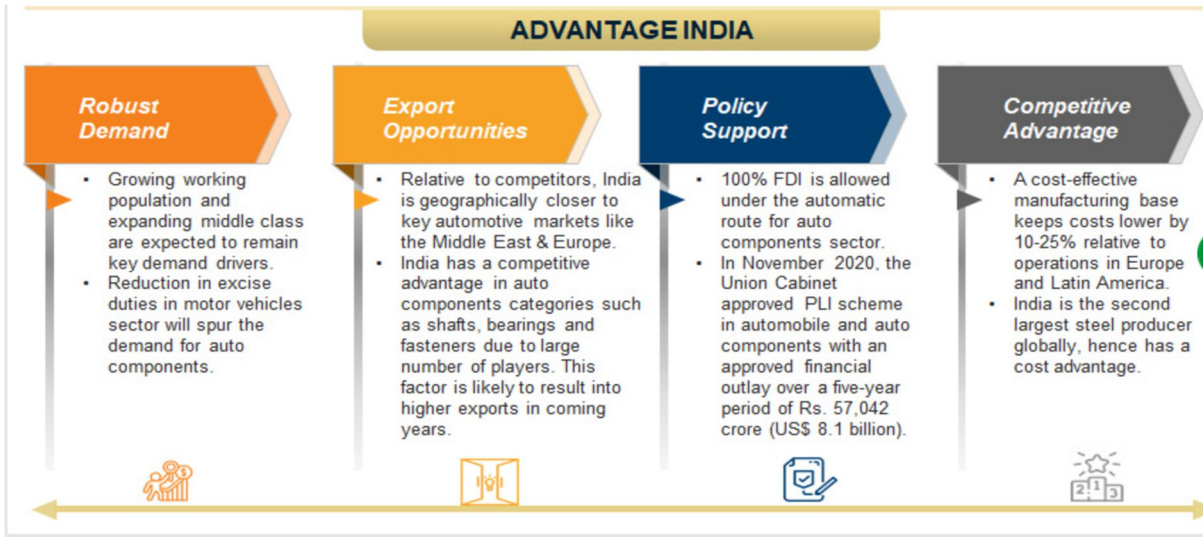 ADVANTAGE INDIA
Robust
Demand
• Growing working
population and
expanding middle class
are expected to remain
key demand drivers.
• Reduction in excise
duties in motor vehicles
sector will spur the
demand for auto
components.
Export
Opportunities
• Relative to competitors, India
is geographically closer to
key automotive markets like
the Middle East & Europe.
• India has a competitive
advantage in auto
components categories such
as shafts, bearings and
fasteners due to large
number of players. This
factor is likely to result into
higher exports in coming
years.
Policy
Support
• 100% FDI is allowed
under the automatic
route for auto
components sector.
• In November 2020, the
Union Cabinet
approved PLI scheme
in automobile and auto
components with an
approved financial
outlay over a five-year
period of Rs. 57,042
crore (US$ 8.1 billion).
Competitive
Advantage
• A cost-effective
manufacturing base
keeps costs lower by
10-25% relative to
operations in Europe
and Latin America.
• India is the second
largest steel producer
globally, hence has a
cost advantage.
$
2 1 3